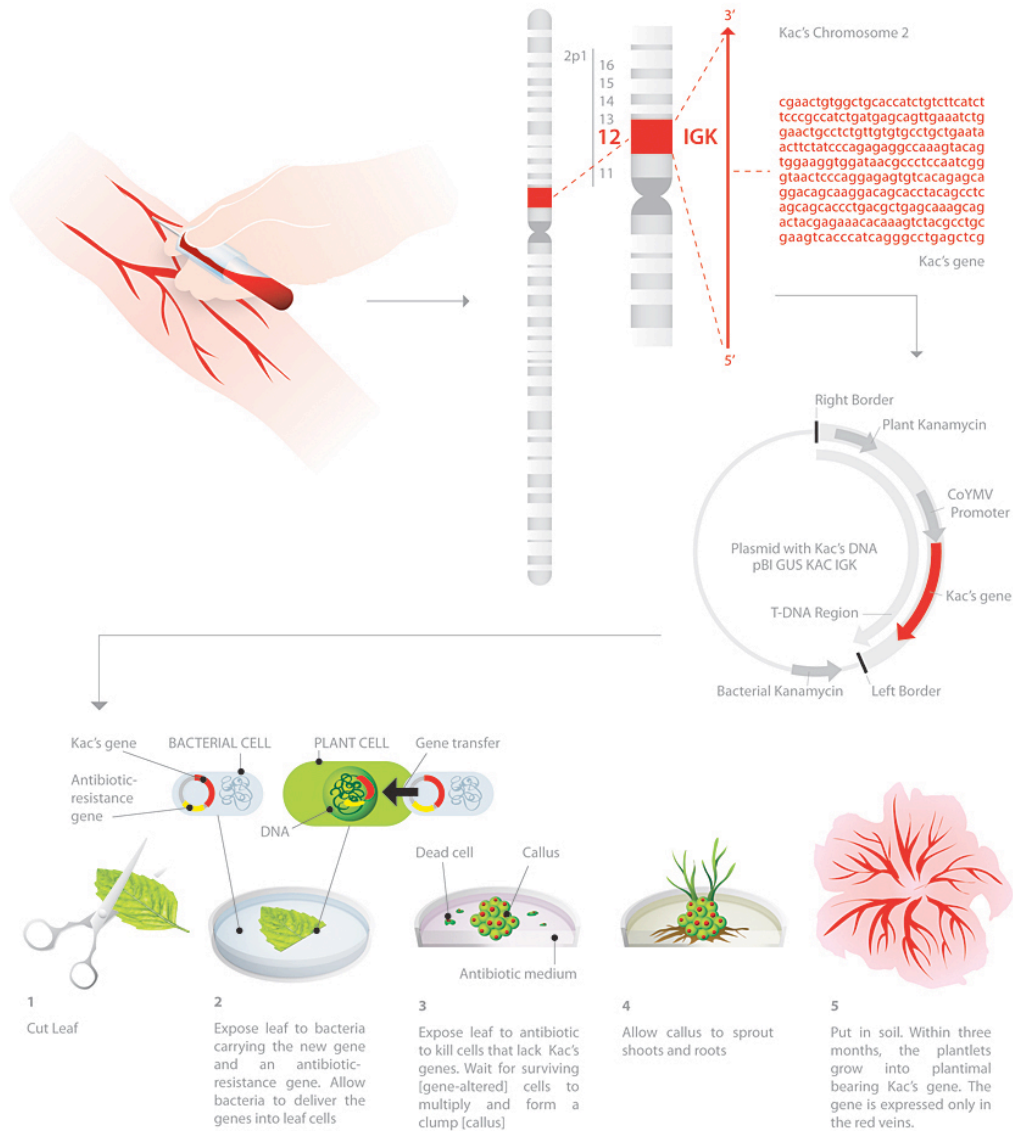 Kac's Chromosome 2
3'
2p1
16
15
14
13
12
IGK
11
5'
cgaactgtggctgcaccatctgtcttcatct
tcccgccatctgatgagcagttgaaatctg
gaactgcctctgttgtgtgcctgctgaata
acttctatcccagagaggccaaagtacag
tggaaggtggataacgccctccaatcggg
gtaactcccaggagagtgtcacagagca
ggacagcaaggacagcacctacagcctc
agcagcaccctgacgctgagcaaagcag
actacgagaaacacaaagtctacgcctgc
gaagtcacccatcagggcctgagctcg
Kac's gene
Right Border
Plant Kanamycin
CoYMV
Promoter
Plasmid with Kac's DNA
pBI GUS KAC IGK
Kac's gene
T-DNA Region
Bacterial Kanamycin
Left Border
Kac's gene
BACTERIAL CELL
PLANT CELL
Gene transfer
Antibiotic-
resistance
gene
DNA
Dead cell
Callus
Antibiotic medium
1
Cut Leaf
2
Expose leaf to bacteria
carrying the new gene
and an antibiotic-
resistance gene. Allow
bacteria to deliver the
genes into leaf cells
3
Expose leaf to antibiotic
to kill cells that lack Kac's
genes. Wait for surviving
[gene-altered] cells to
multiply and form a
clump [callus]
4
Allow callus to sprout
shoots and roots
5
Put in soil. Within three
months, the plantlets
grow into plantimal
bearing Kac's gene. The
gene is expressed only in
the red veins.